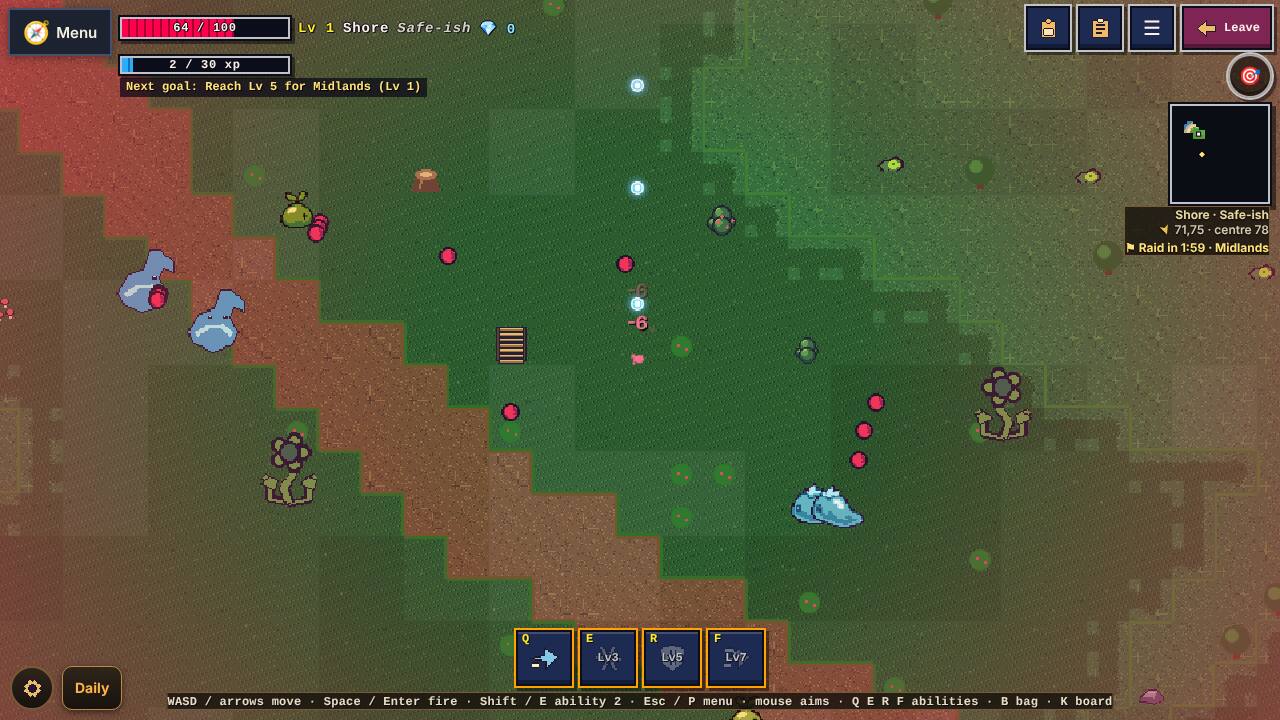 Menu
64 / 100
Lv 1 Shore Safe-ish 💎 0
2 / 30 xp
Next goal: Reach Lv 5 for Midlands (Lv 1)
Leave
Shore · Safe-ish
71,75 · centre 78
Raid in 1:59 · Midlands
-6
-6
Q
E
Lv3
R
Lv5
F
Lv7
Daily
WASD / arrows move · Space / Enter fire · Shift / E ability 2 · Esc / P menu · mouse aims · Q E R F abilities · B bag · K board